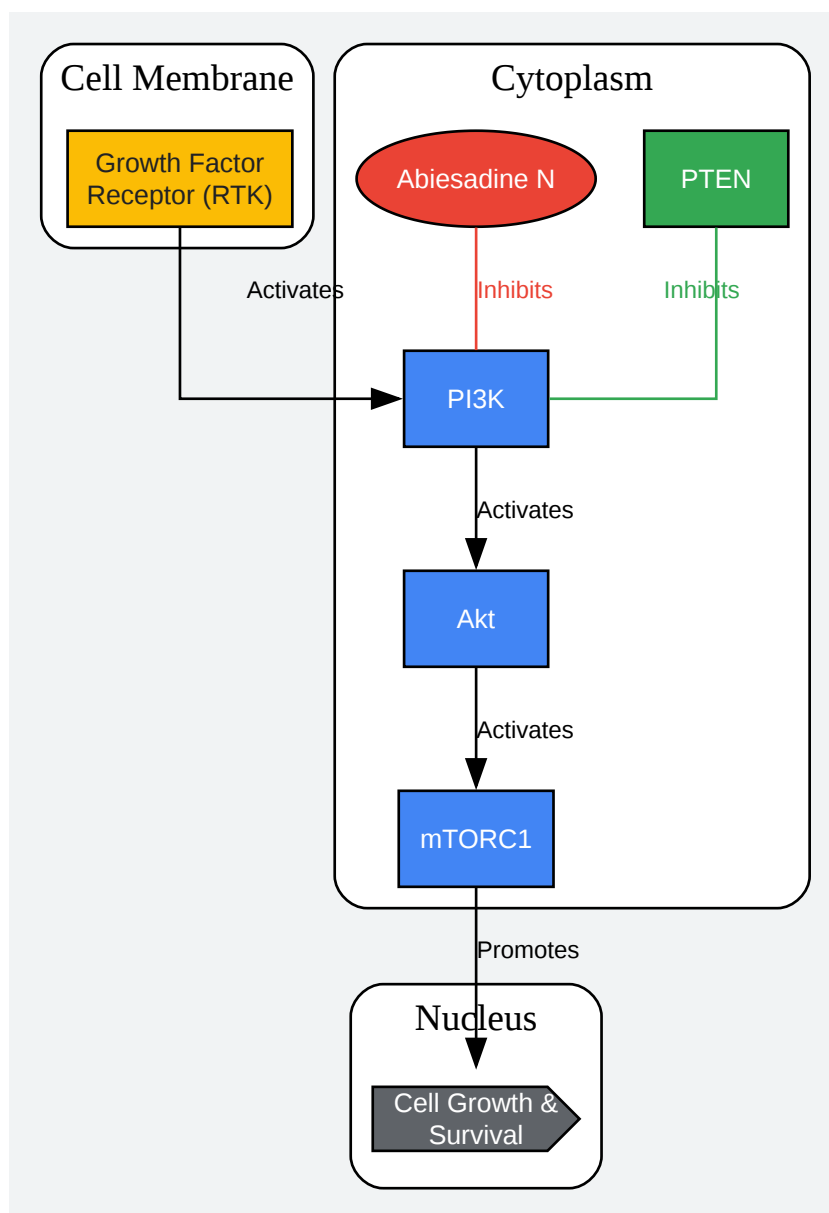 Cell Membrane
Cytoplasm
Growth Factor
Receptor (RTK)
Abiesadine N
PTEN
Activates
Inhibits
Inhibits
PI3K
Activates
Akt
Activates
mTORC1
Promotes
Nucleus
Cell Growth &
Survival